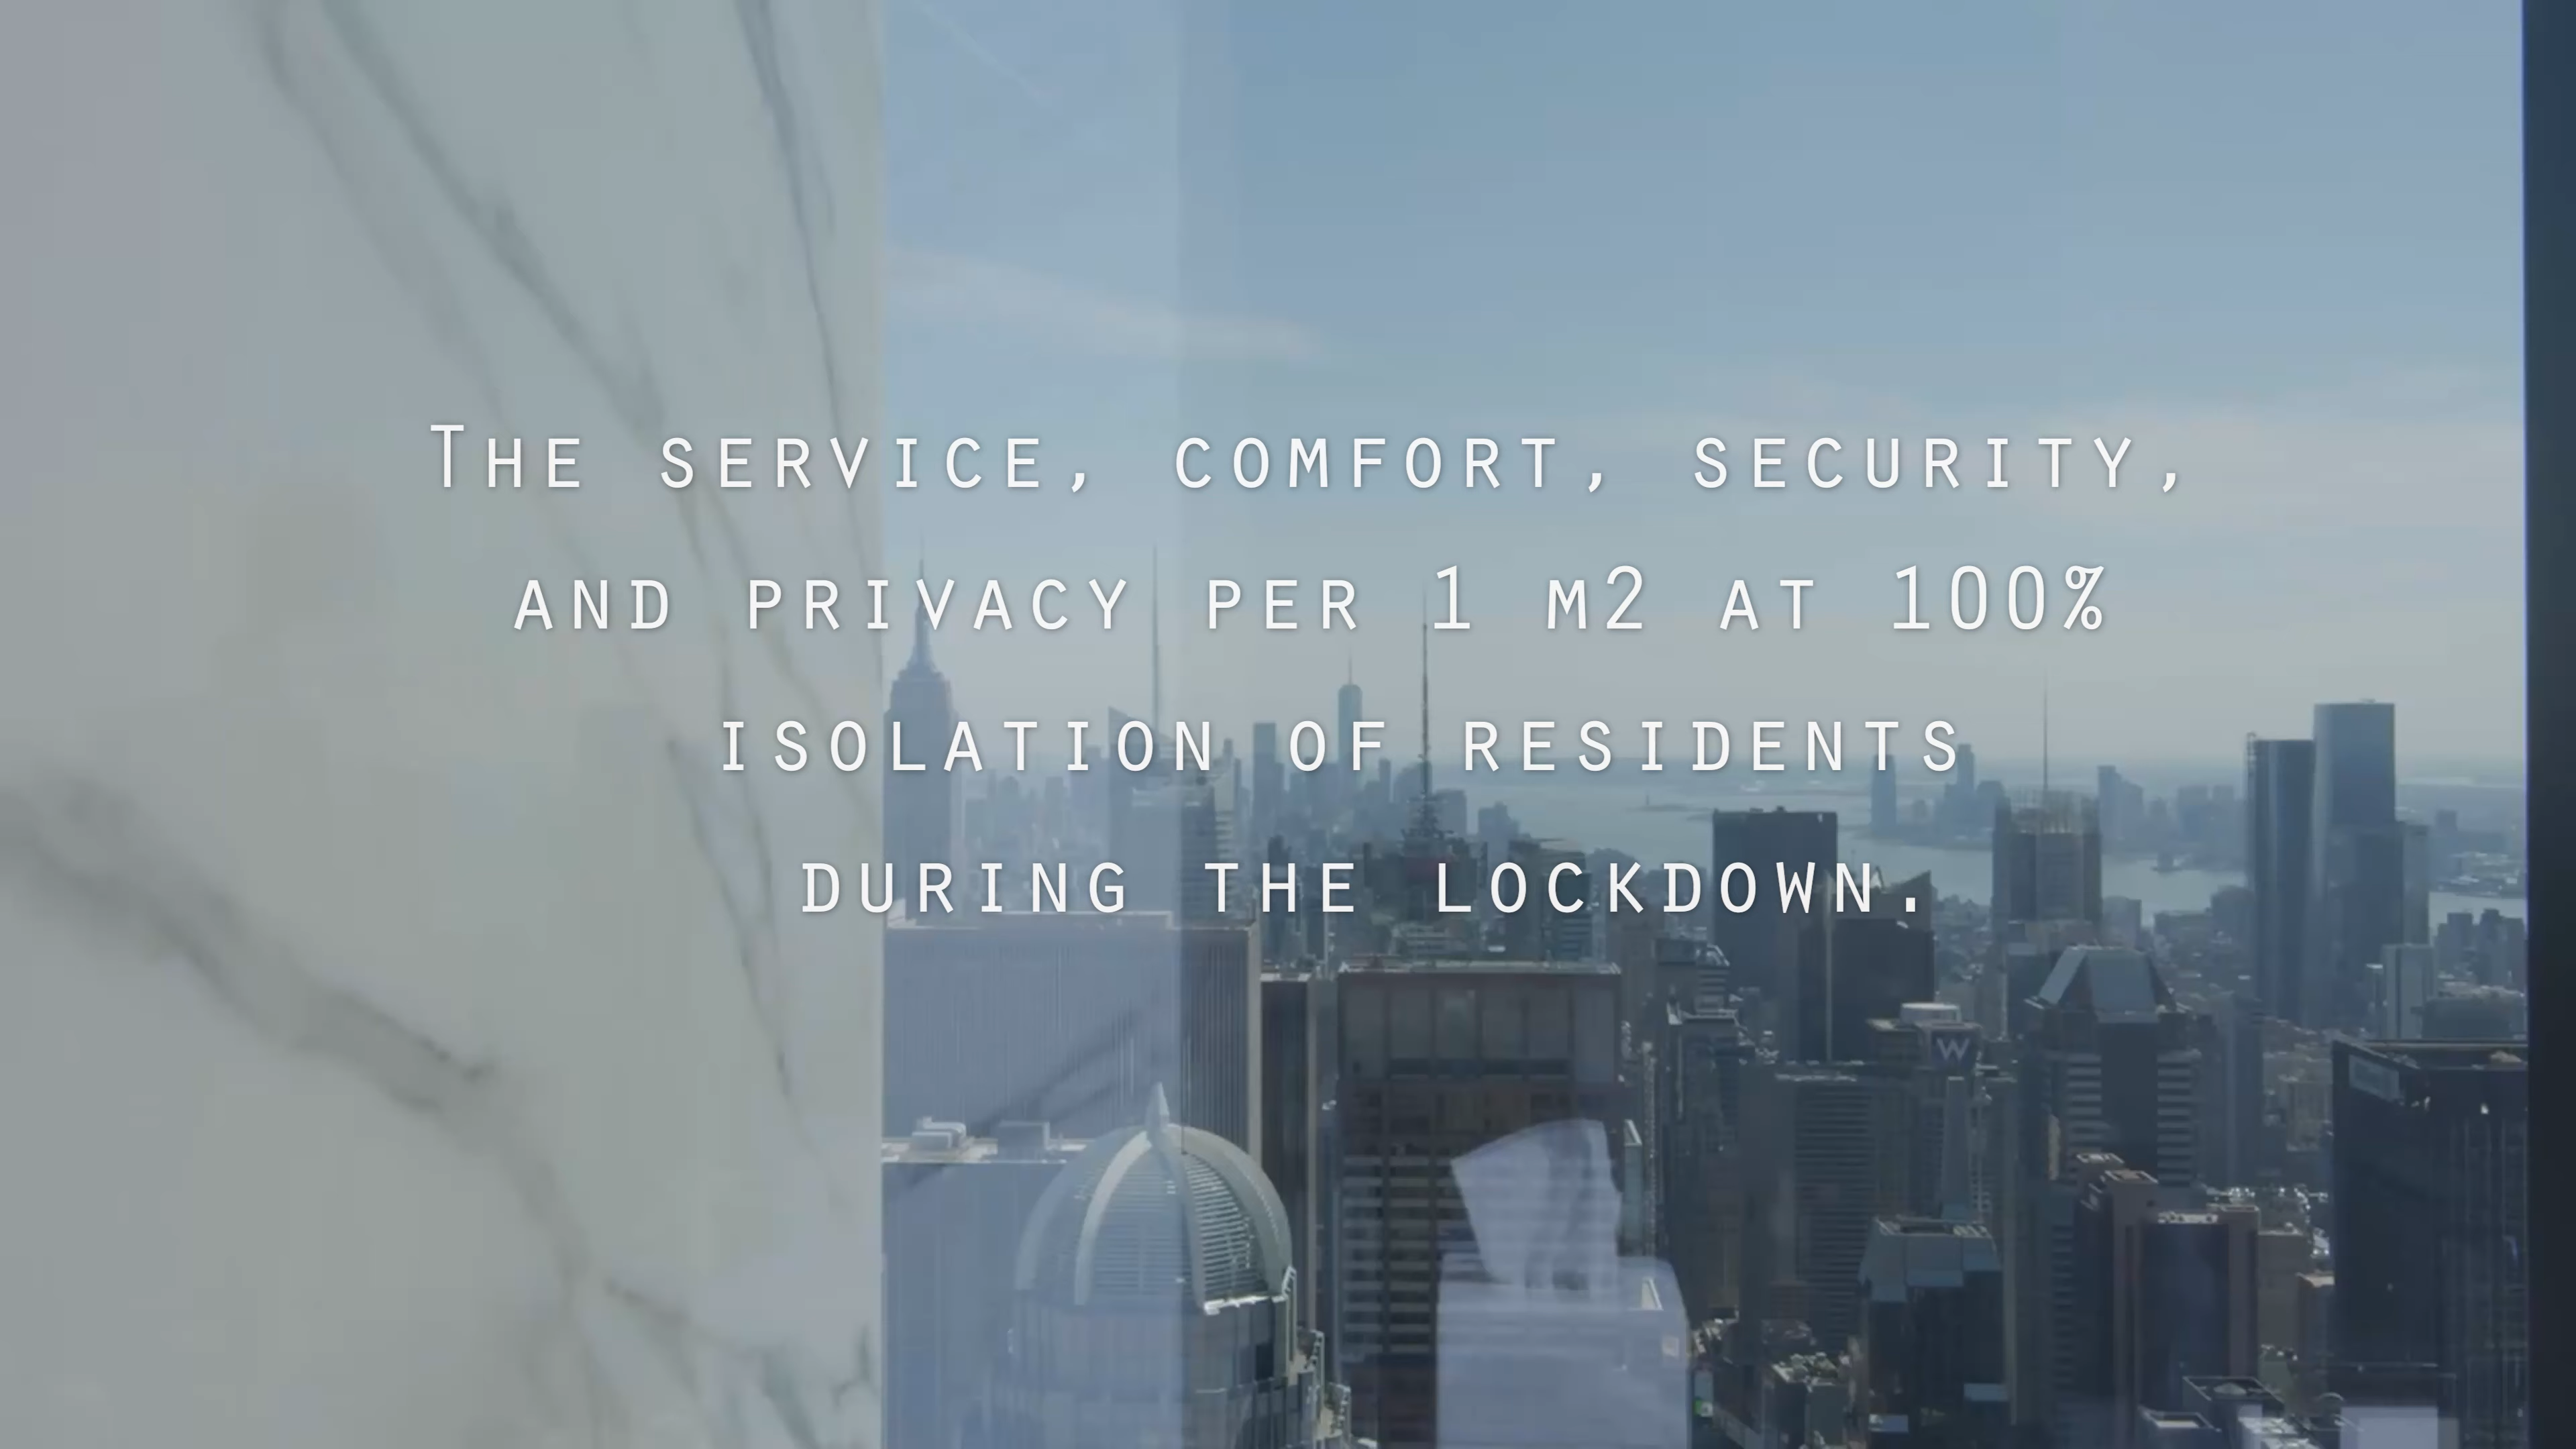 The service, comfort, security,
and privacy per 1 m2 at 100%
isolation of residents
during the lockdown.
W